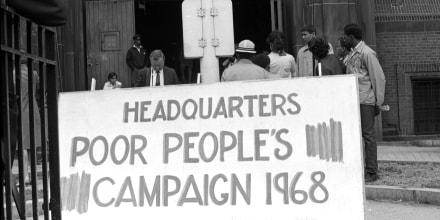 HEADQUARTERS
POOR PEOPLE'S
CAMPAIGN 1968